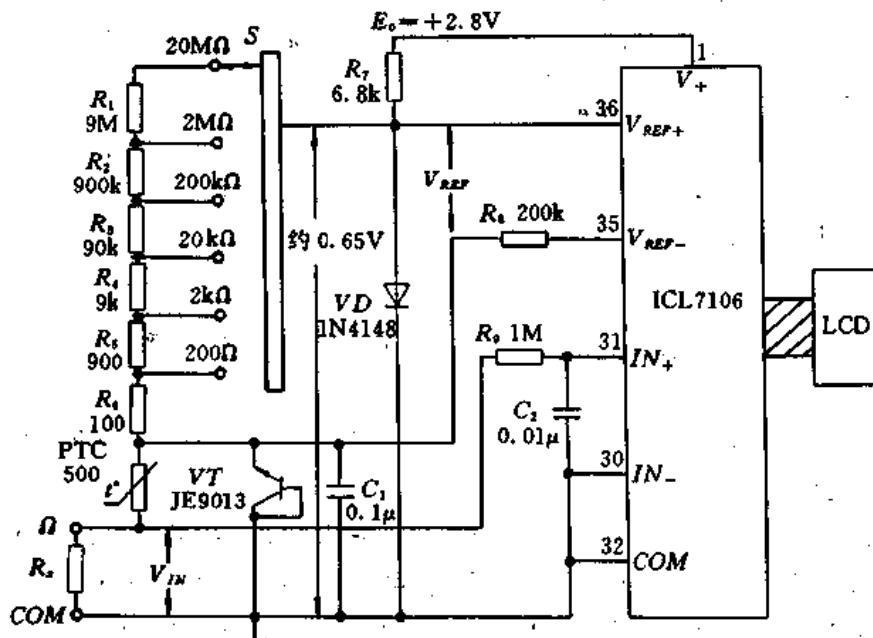 E₀=+2.8V
20MΩ
S
1
R₇
6.8k
V+
R₁
9M
2MΩ
36
V_REF+
R₂
900k
200kΩ
V_REF
R₈ 200k
35
V_REF-
R₃
90k
20kΩ
约0.65V
R₄
9k
ICL7106
2kΩ
VD
1N4148
LCD
R₅
900
200Ω
R₉ 1M
31
IN+
R₆
100
C₂
0.01μ
PTC
500
t°
VT
JE9013
C₁
0.1μ
30
IN-
Ω
Rₓ
V_IN
32
COM
COM